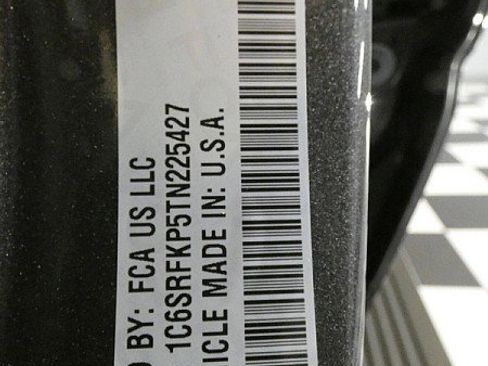 D BY: FCA US LLC
1C6SRFKP5TN225427
ICLE MADE IN: U.S.A.